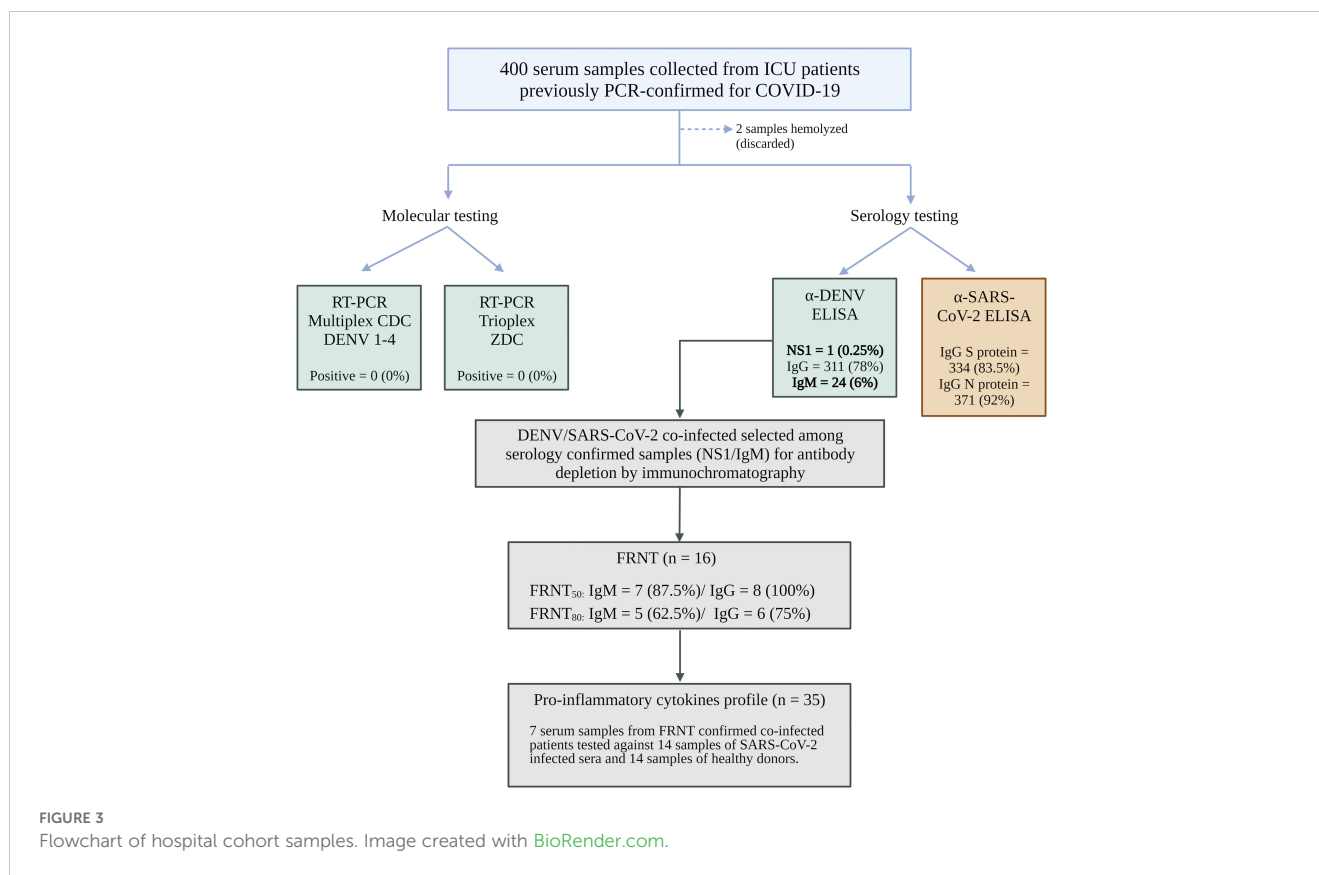 400 serum samples collected from ICU patients
previously PCR-confirmed for COVID-19
2 samples hemolyzed
(discarded)
Molecular testing
Serology testing
RT-PCR
Multiplex CDC
DENV 1-4
Positive = 0 (0%)
RT-PCR
Trioplex
ZDC
Positive = 0 (0%)
α-DENV
ELISA
NS1 = 1 (0.25%)
IgG = 311 (78%)
IgM = 24 (6%)
α-SARS-
CoV-2 ELISA
IgG S protein =
334 (83.5%)
IgG N protein =
371 (92%)
DENV/SARS-CoV-2 co-infected selected among
serology confirmed samples (NS1/IgM) for antibody
depletion by immunochromatography
FRNT (n = 16)
FRNT50: IgM = 7 (87.5%)/ IgG = 8 (100%)
FRNT80: IgM = 5 (62.5%)/ IgG = 6 (75%)
Pro-inflammatory cytokines profile (n = 35)
7 serum samples from FRNT confirmed co-infected
patients tested against 14 samples of SARS-CoV-2
infected sera and 14 samples of healthy donors.
FIGURE 3
Flowchart of hospital cohort samples. Image created with BioRender.com.